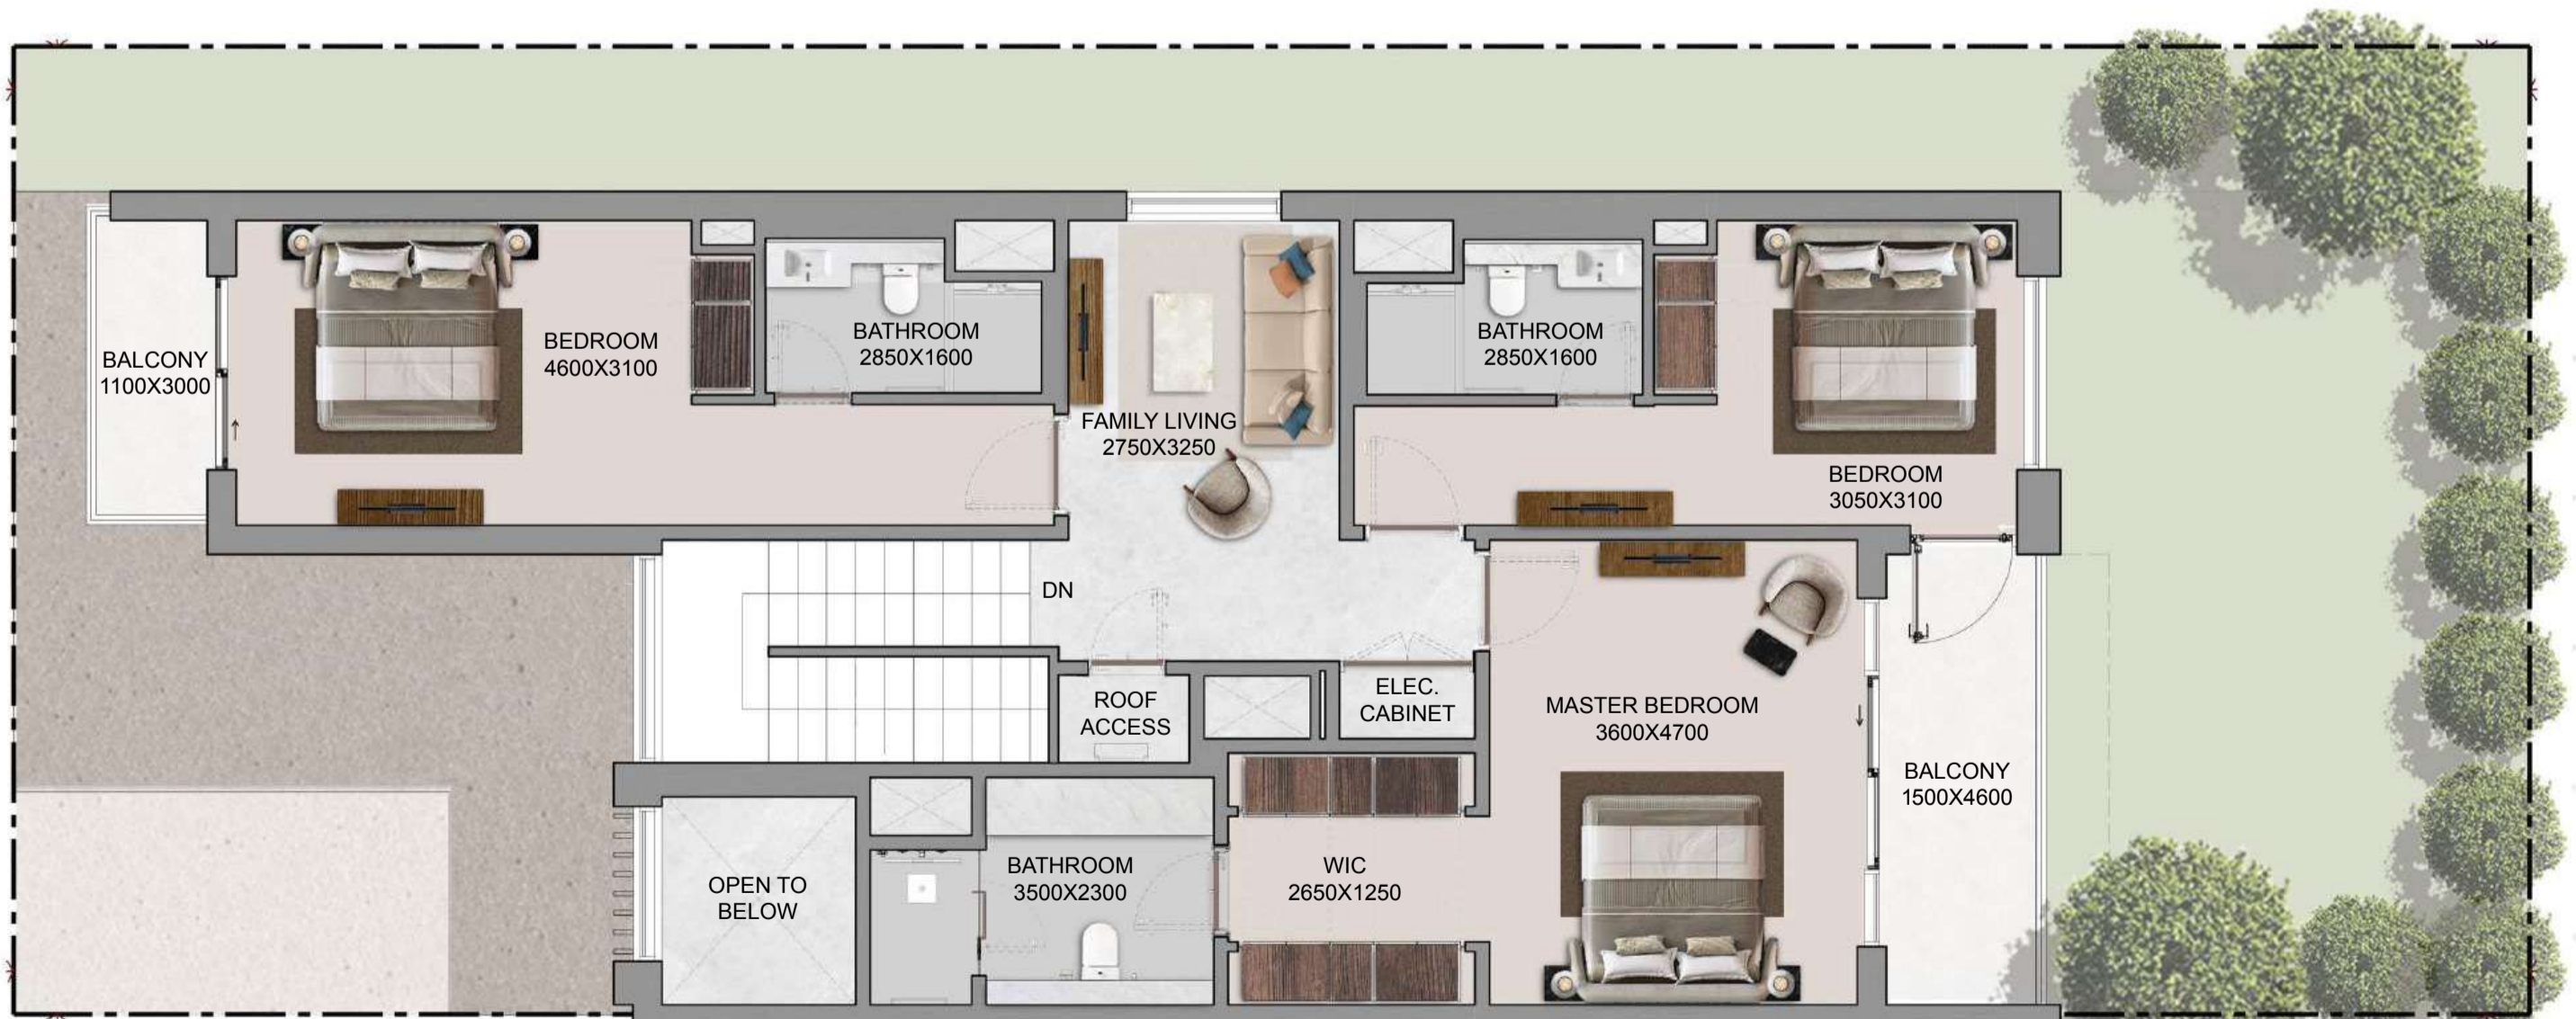 BALCONY
1100X3000
BEDROOM
4600X3100
BATHROOM
2850X1600
FAMILY LIVING
2750X3250
BATHROOM
2850X1600
BEDROOM
3050X3100
DN
ROOF
ACCESS
ELEC.
CABINET
MASTER BEDROOM
3600X4700
BALCONY
1500X4600
OPEN TO
BELOW
BATHROOM
3500X2300
WIC
2650X1250